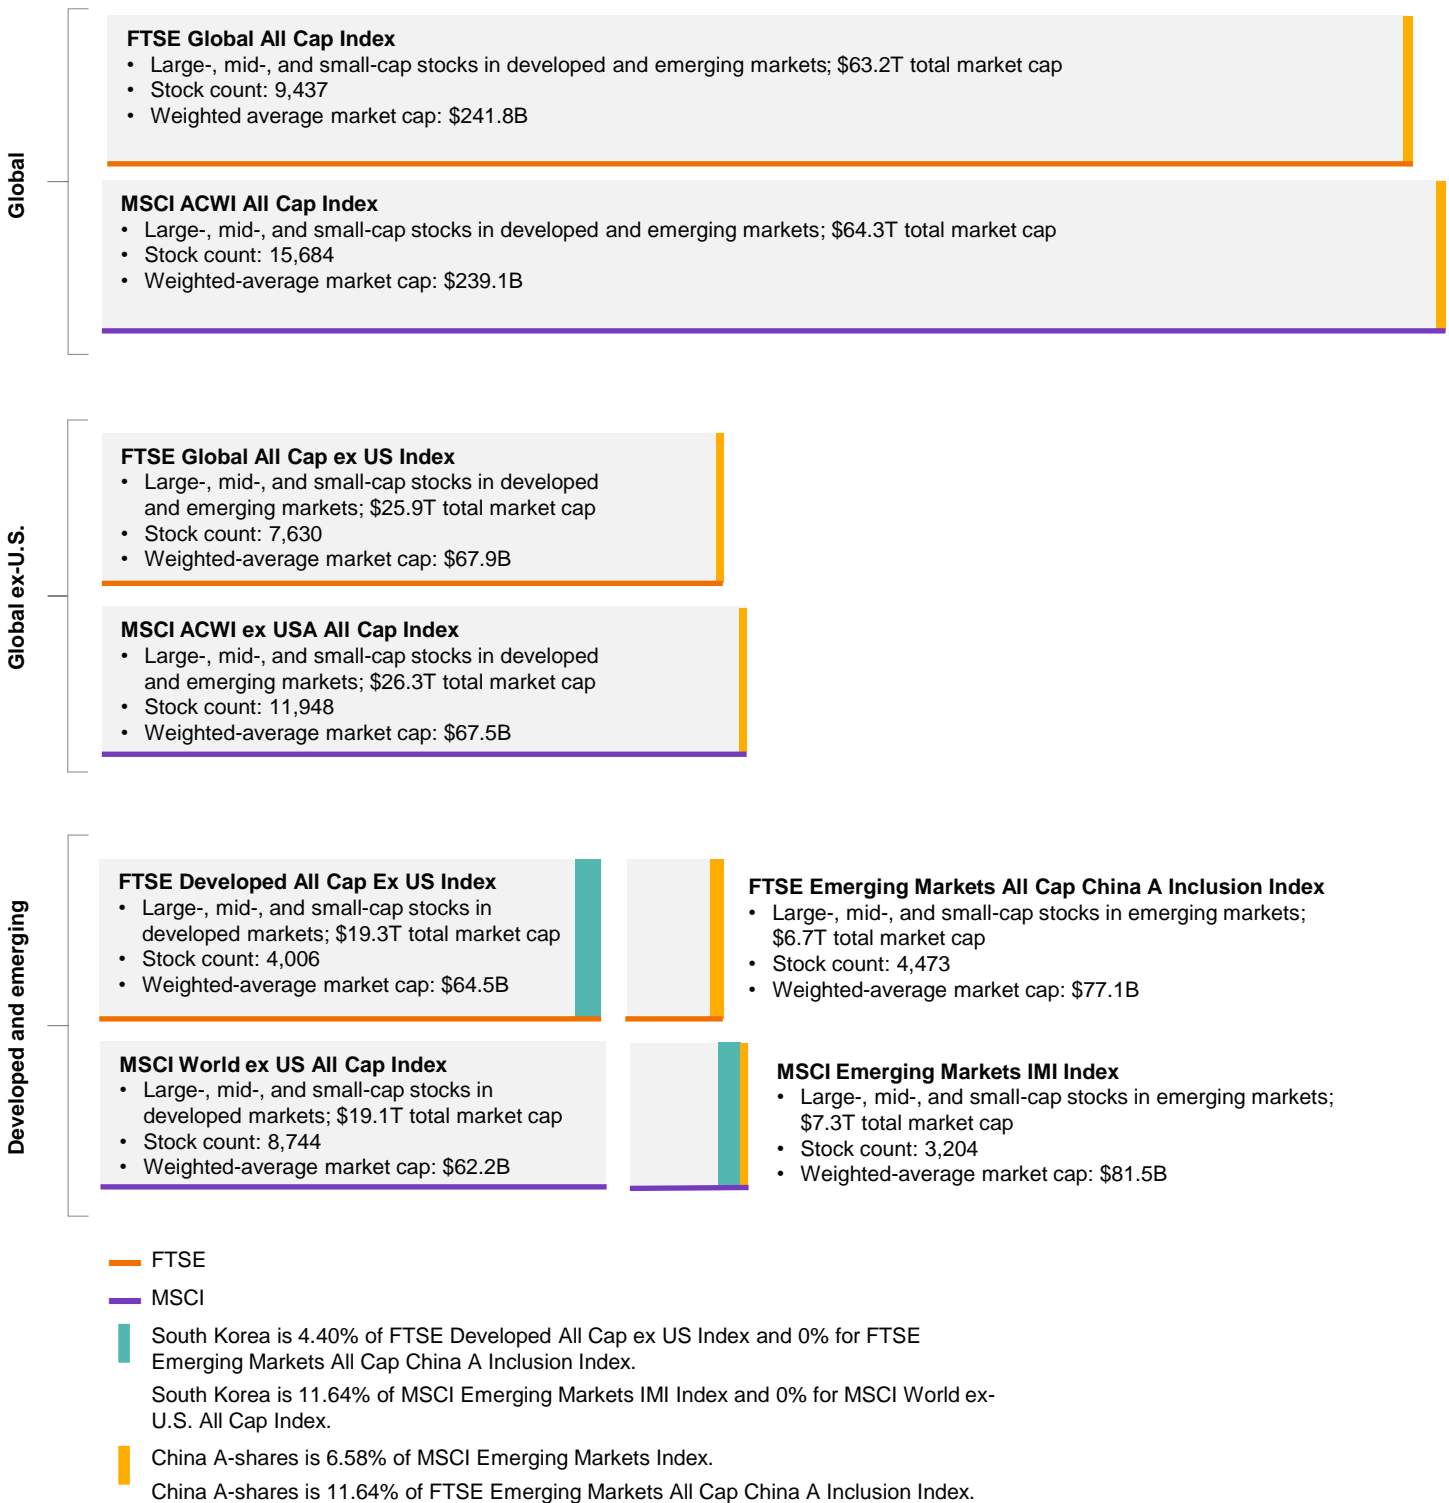 Global
FTSE Global All Cap Index
• Large-, mid-, and small-cap stocks in developed and emerging markets; $63.2T total market cap
• Stock count: 9,437
• Weighted average market cap: $241.8B
MSCI ACWI All Cap Index
• Large-, mid-, and small-cap stocks in developed and emerging markets; $64.3T total market cap
• Stock count: 15,684
• Weighted-average market cap: $239.1B
Global ex-U.S.
FTSE Global All Cap ex US Index
• Large-, mid-, and small-cap stocks in developed
and emerging markets; $25.9T total market cap
• Stock count: 7,630
• Weighted-average market cap: $67.9B
MSCI ACWI ex USA All Cap Index
• Large-, mid-, and small-cap stocks in developed
and emerging markets; $26.3T total market cap
• Stock count: 11,948
• Weighted-average market cap: $67.5B
Developed and emerging
FTSE Developed All Cap Ex US Index
• Large-, mid-, and small-cap stocks in
developed markets; $19.3T total market cap
• Stock count: 4,006
• Weighted-average market cap: $64.5B
FTSE Emerging Markets All Cap China A Inclusion Index
• Large-, mid-, and small-cap stocks in emerging markets;
$6.7T total market cap
• Stock count: 4,473
• Weighted-average market cap: $77.1B
MSCI World ex US All Cap Index
• Large-, mid-, and small-cap stocks in
developed markets; $19.1T total market cap
• Stock count: 8,744
• Weighted-average market cap: $62.2B
MSCI Emerging Markets IMI Index
• Large-, mid-, and small-cap stocks in emerging markets;
$7.3T total market cap
• Stock count: 3,204
• Weighted-average market cap: $81.5B
FTSE
MSCI
South Korea is 4.40% of FTSE Developed All Cap ex US Index and 0% for FTSE
Emerging Markets All Cap China A Inclusion Index.
South Korea is 11.64% of MSCI Emerging Markets IMI Index and 0% for MSCI World ex-
U.S. All Cap Index.
China A-shares is 6.58% of MSCI Emerging Markets Index.
China A-shares is 11.64% of FTSE Emerging Markets All Cap China A Inclusion Index.